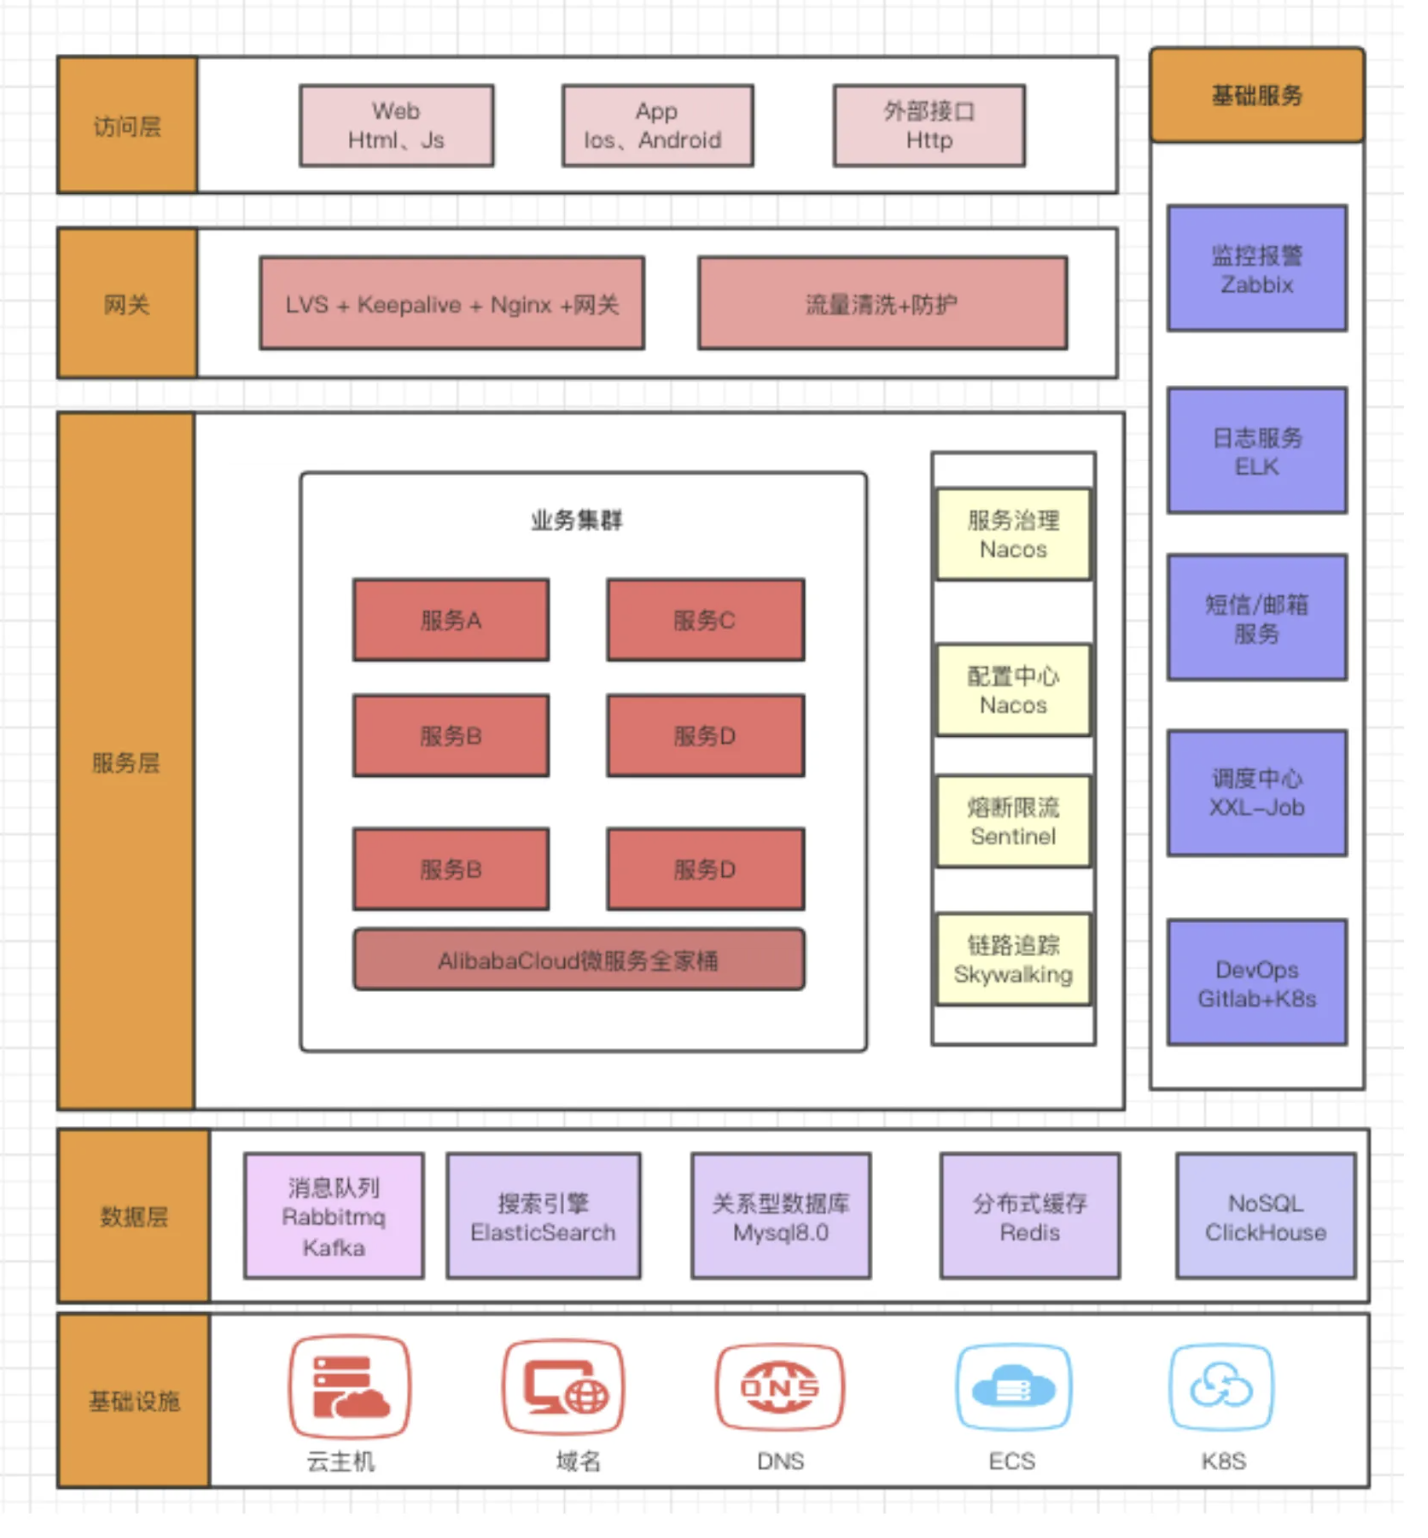 访问层
Web
Html、Js
App
Ios、Android
外部接口
Http
网关
LVS + Keepalive + Nginx +网关
流量清洗+防护
服务层
业务集群
服务A
服务C
服务B
服务D
服务B
服务D
AlibabaCloud微服务全家桶
服务治理
Nacos
配置中心
Nacos
熔断限流
Sentinel
链路追踪
Skywalking
基础服务
监控报警
Zabbix
日志服务
ELK
短信/邮箱
服务
调度中心
XXL-Job
DevOps
Gitlab+K8s
数据层
消息队列
Rabbitmq
Kafka
搜索引擎
ElasticSearch
关系型数据库
Mysql8.0
分布式缓存
Redis
NoSQL
ClickHouse
基础设施
云主机
域名
DNS
DNS
ECS
K8S